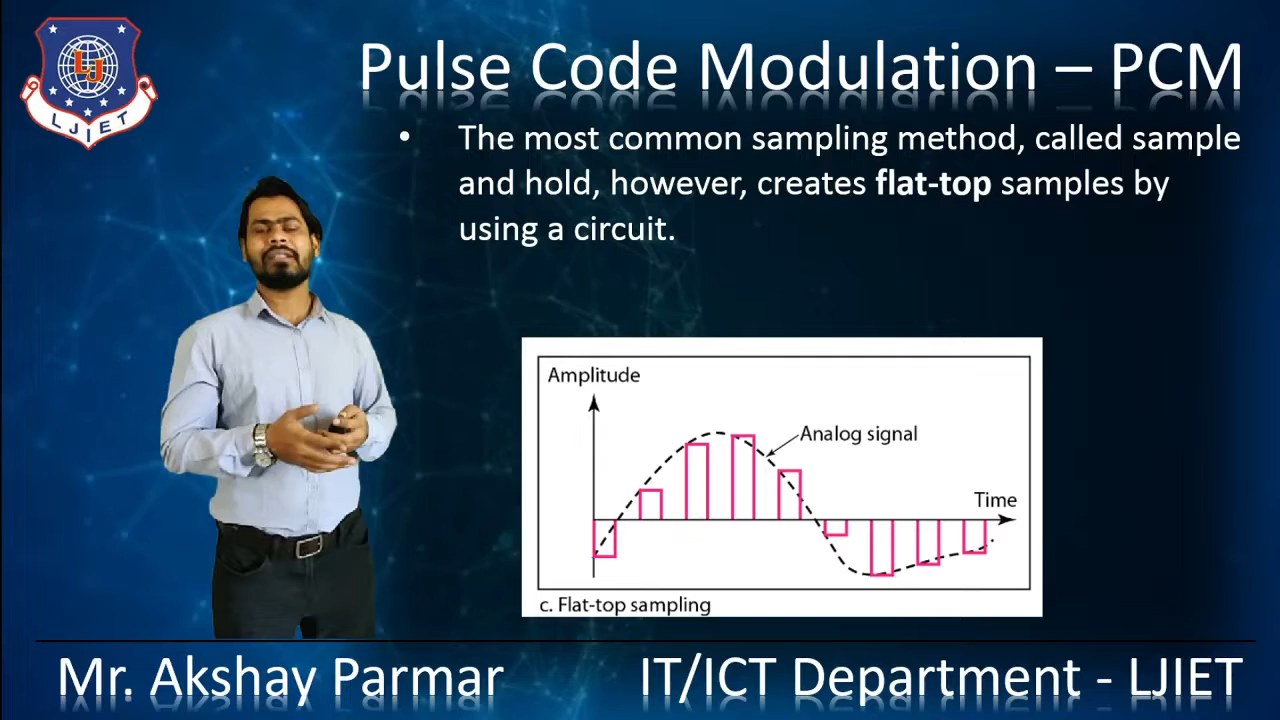 LJ
LJIET
Pulse Code Modulation – PCM
• The most common sampling method, called sample
and hold, however, creates flat-top samples by
using a circuit.
Amplitude
Analog signal
Time
c. Flat-top sampling
Mr. Akshay Parmar
IT/ICT Department - LJIET